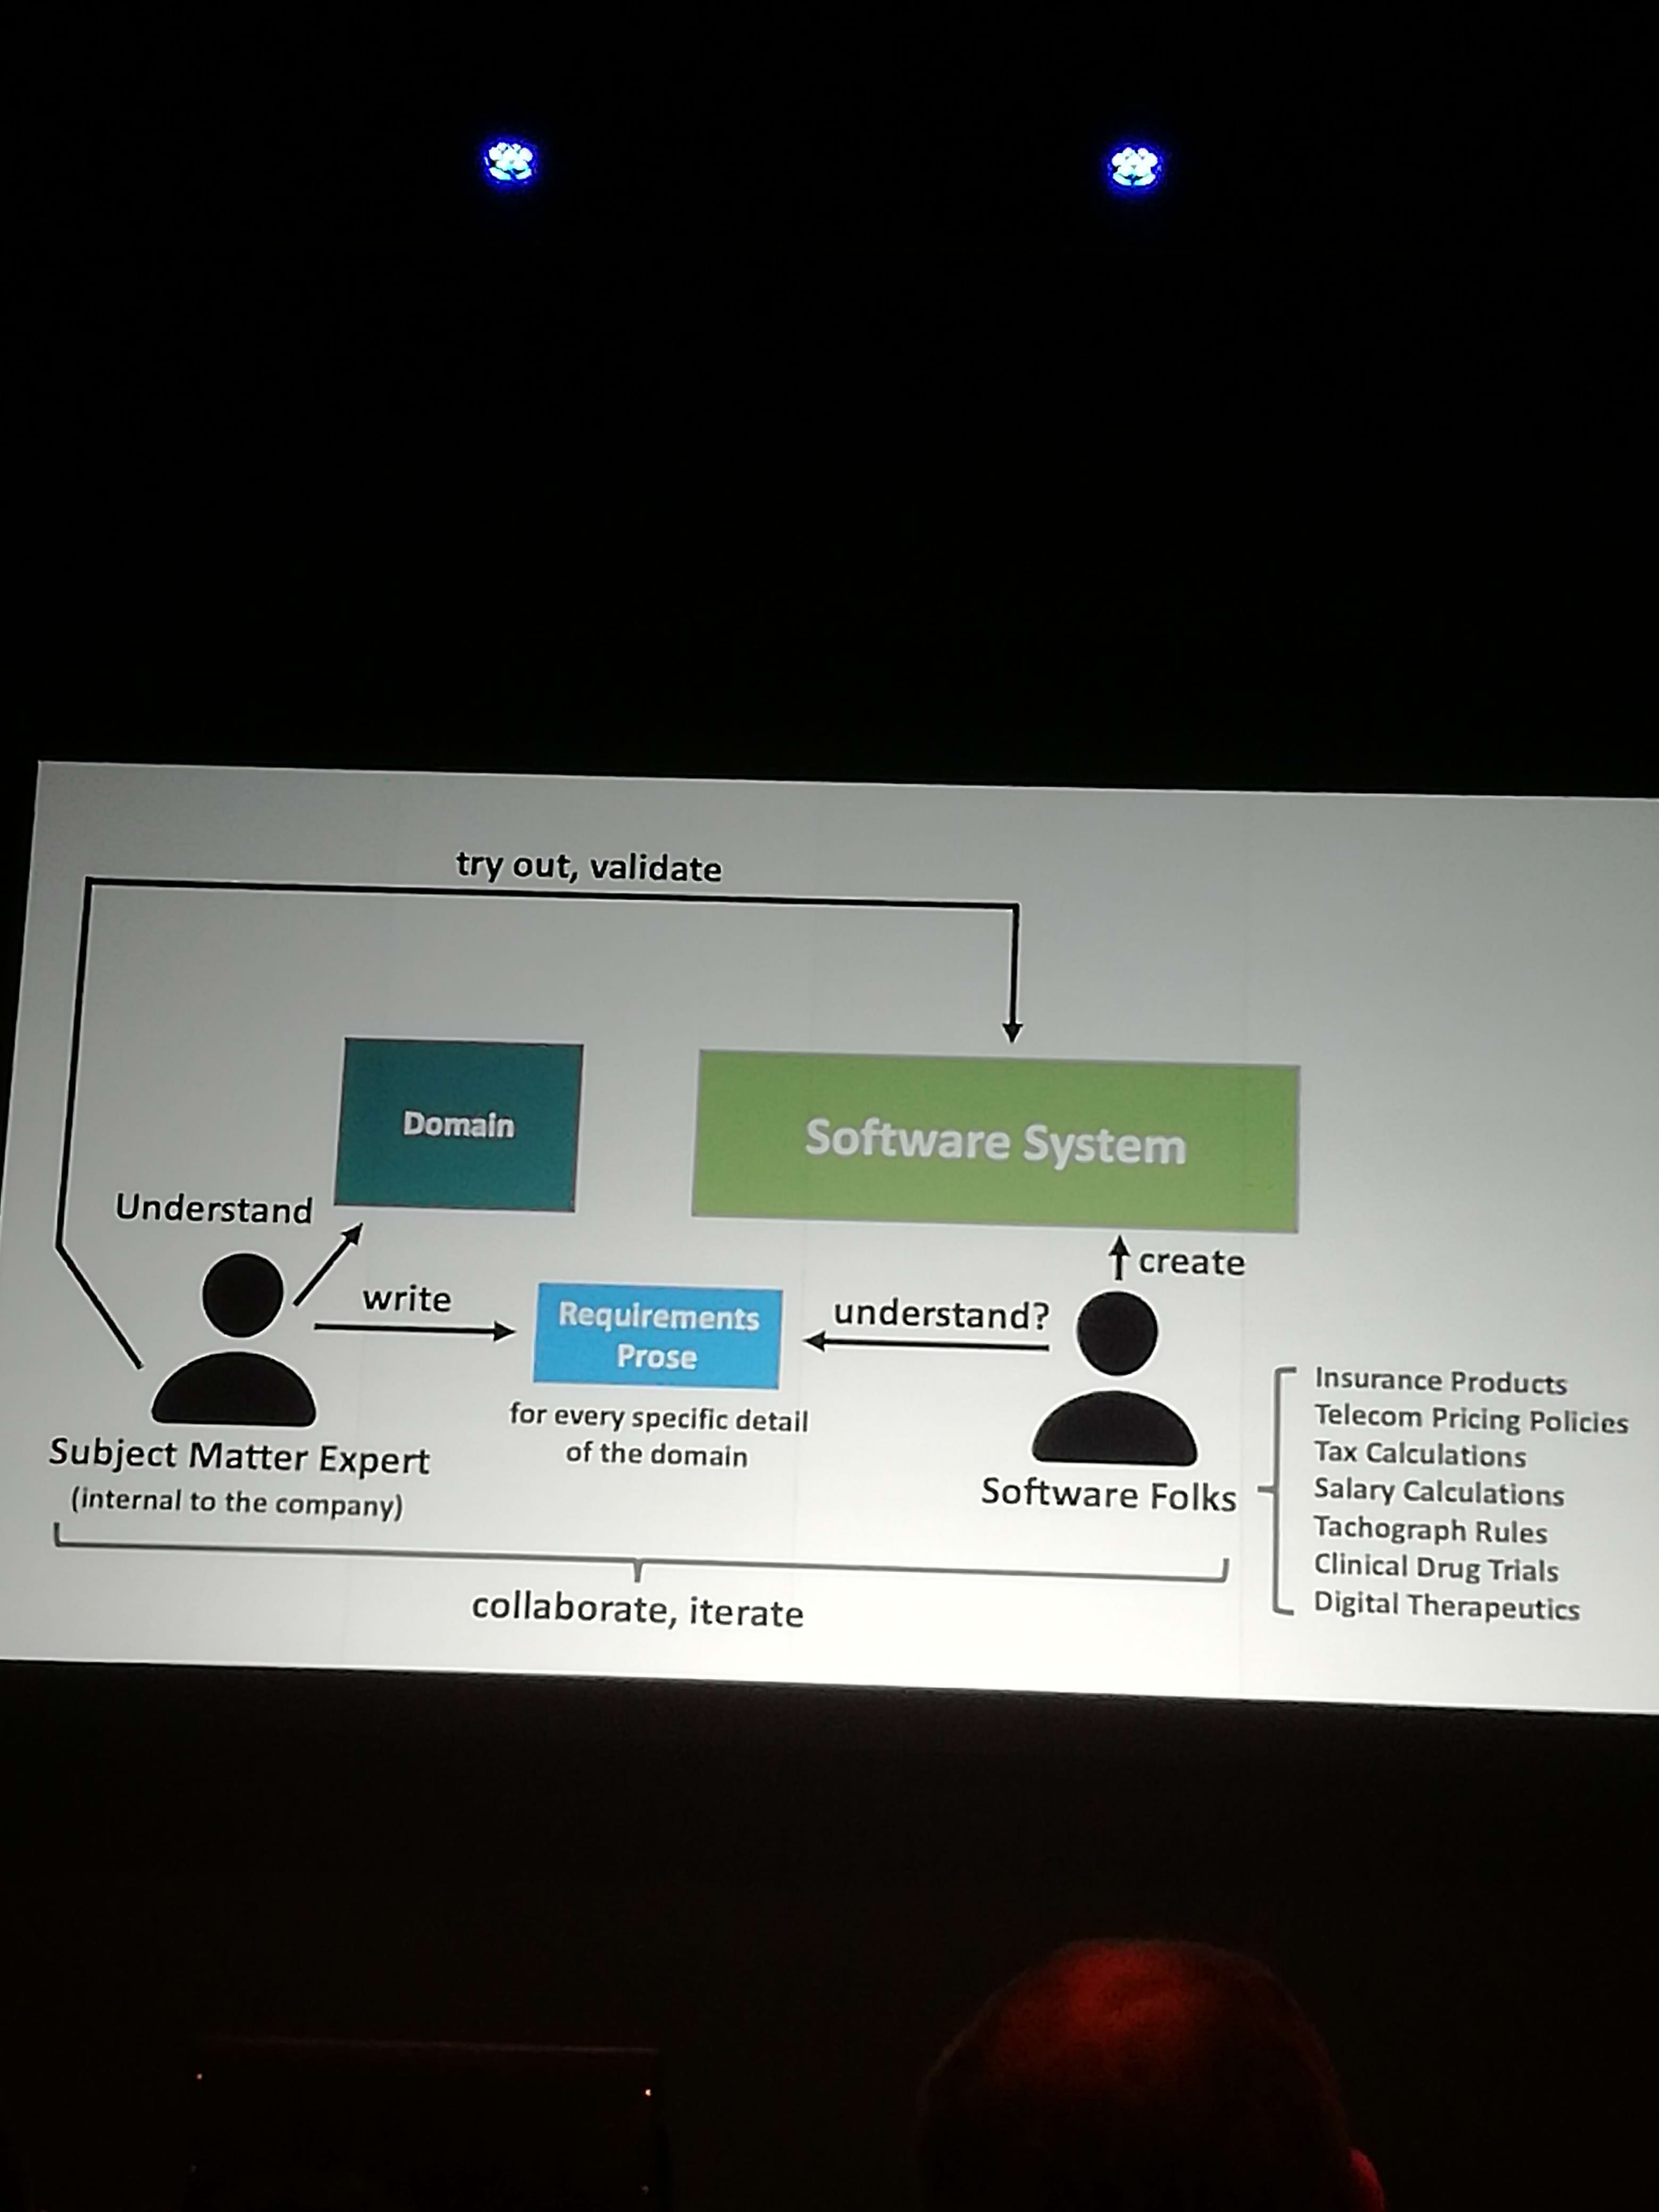 try out, validate
Domain
Software System
Understand
create
write
Requirements
Prose
understand?
for every specific detail
of the domain
Subject Matter Expert
(internal to the company)
Software Folks
Insurance Products
Telecom Pricing Policies
Tax Calculations
Salary Calculations
Tachograph Rules
Clinical Drug Trials
Digital Therapeutics
collaborate, iterate